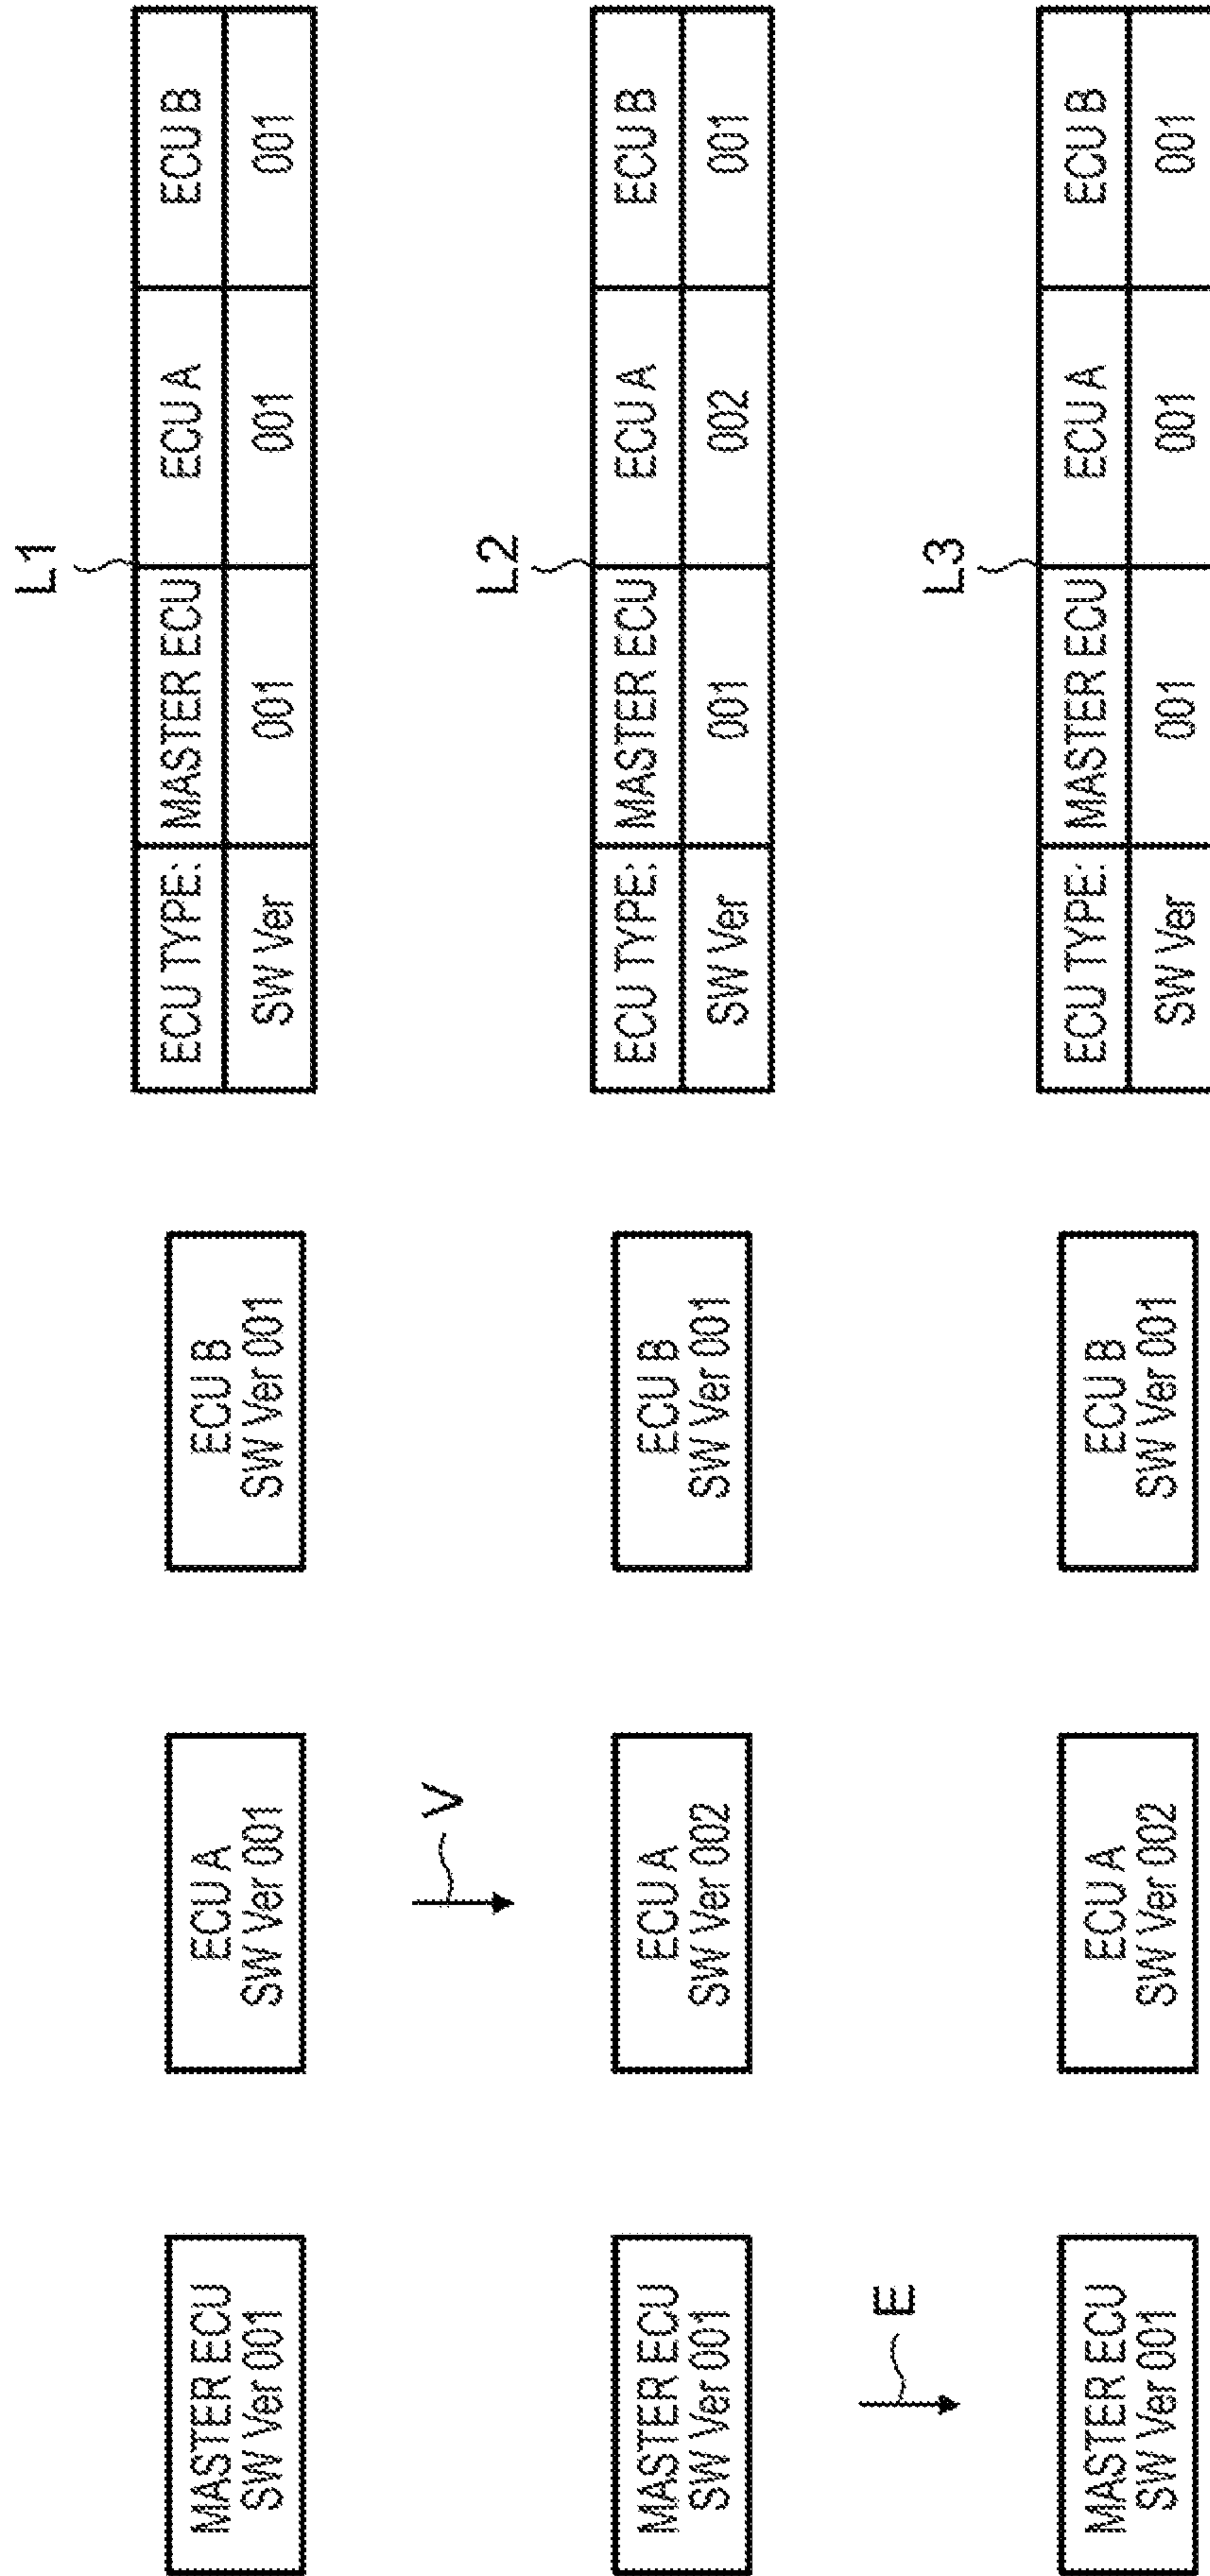 MASTER ECU
SW Ver 001
ECU A
SW Ver 001
ECU B
SW Ver 001
L1
ECU TYPE: MASTER ECU ECU A ECU B
SW Ver 001 001 001
V
MASTER ECU
SW Ver 001
ECU A
SW Ver 002
ECU B
SW Ver 001
L2
ECU TYPE: MASTER ECU ECU A ECU B
SW Ver 001 002 001
E
MASTER ECU
SW Ver 001
ECU A
SW Ver 002
ECU B
SW Ver 001
L3
ECU TYPE: MASTER ECU ECU A ECU B
SW Ver 001 001 001